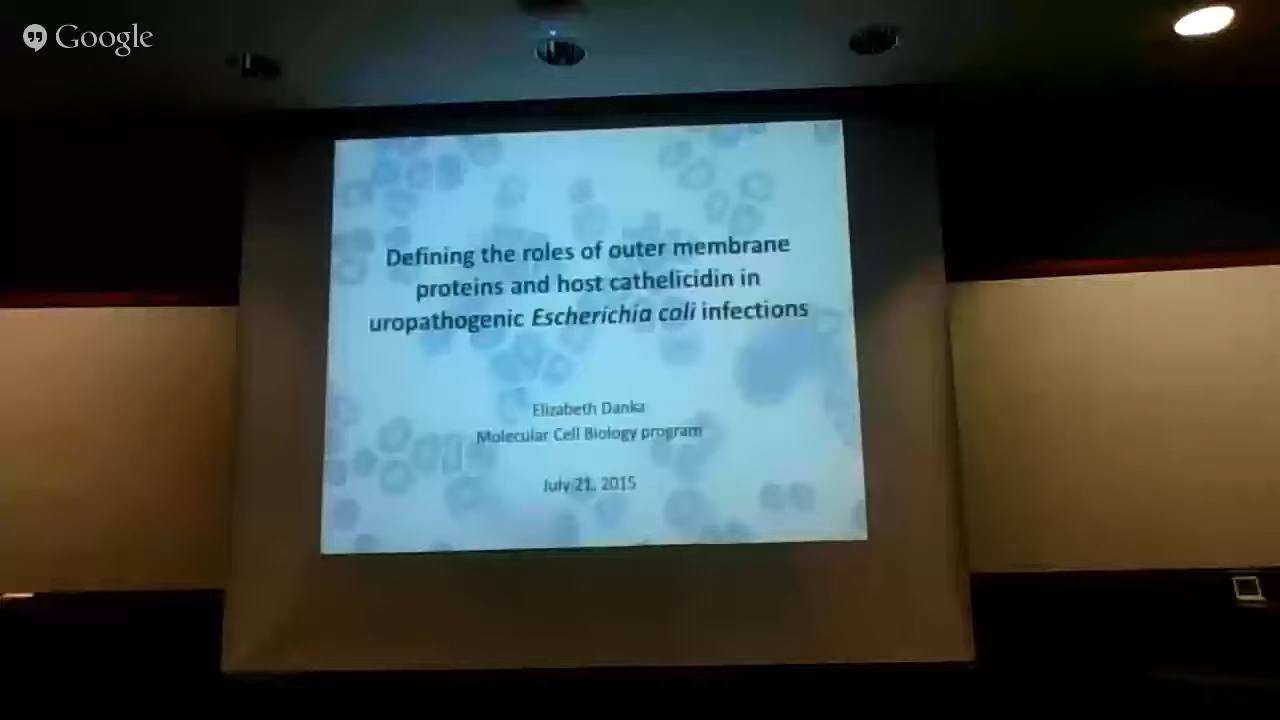 Google
Defining the roles of outer membrane
proteins and host cathelicidin in
uropathogenic Escherichia coli infections
Elizabeth Danka
Molecular Cell Biology program
July 21, 2015